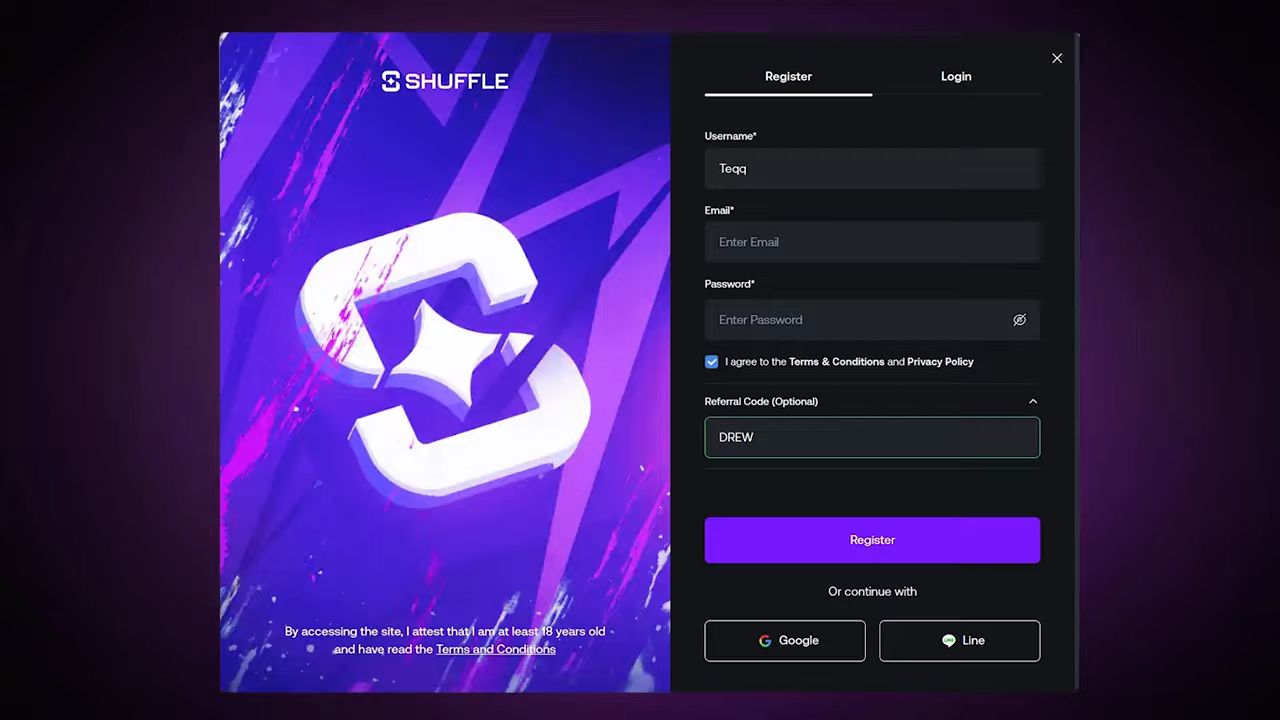 SHUFFLE
By accessing the site, I attest that I am at least 18 years old
and have read the Terms and Conditions
Register
Login
Username*
Teqq
Email*
Enter Email
Password*
Enter Password
I agree to the Terms & Conditions and Privacy Policy
Referral Code (Optional)
DREW
Register
Or continue with
Google
Line